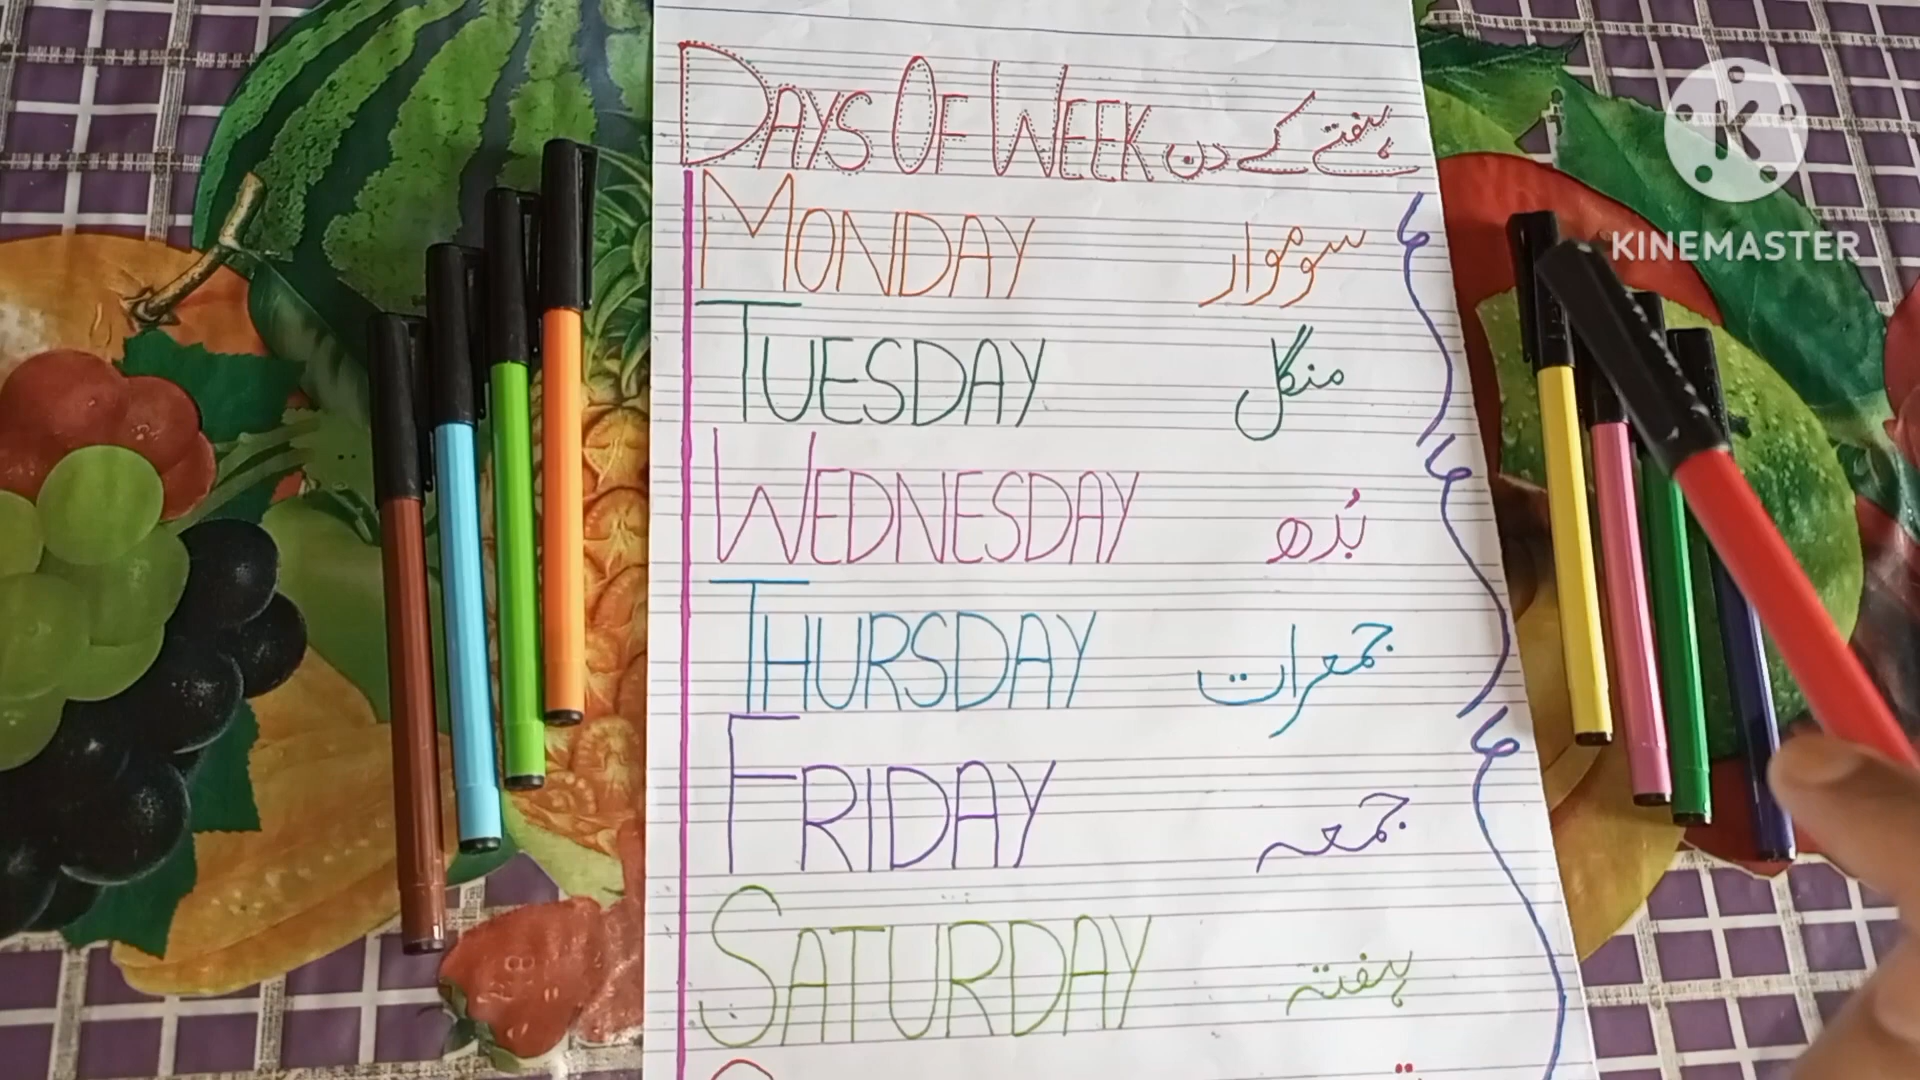 DAYS OF WEEK ہفتے کے دن
MONDAY سوموار
TUESDAY منگل
WEDNESDAY بُدھ
THURSDAY جمعرات
FRIDAY جمعہ
SATURDAY ہفتہ
K
KINEMASTER